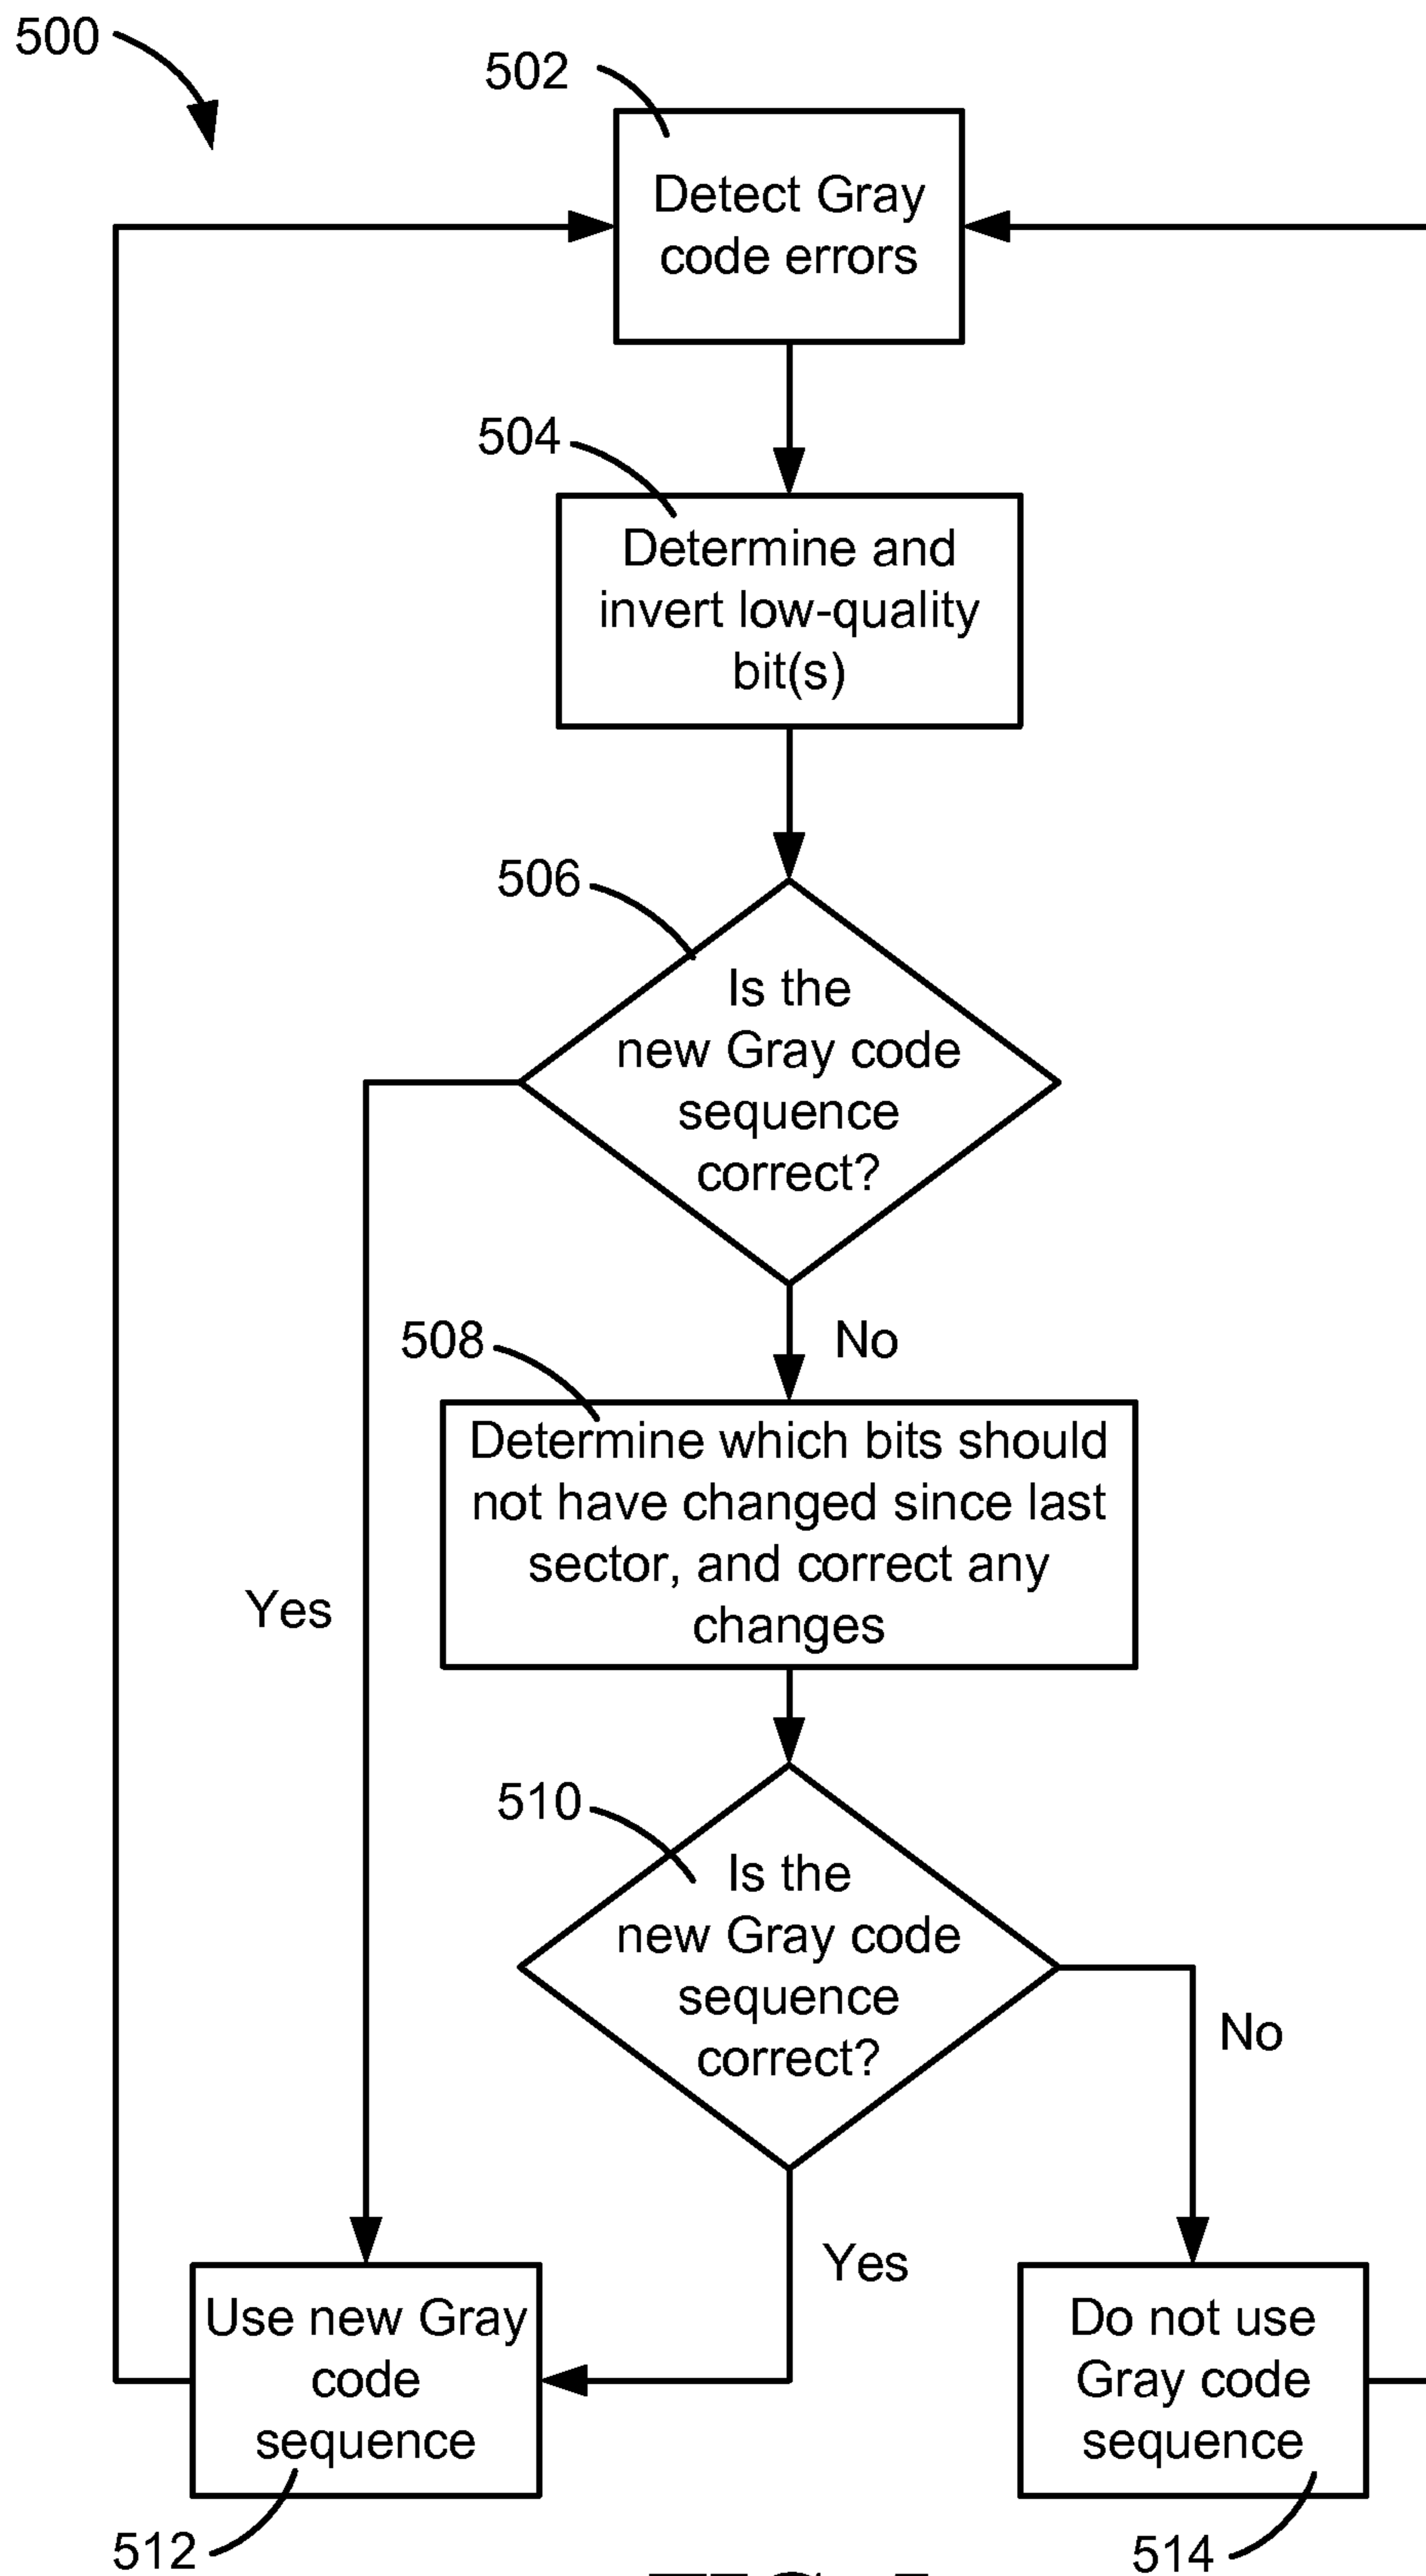 500
502
Detect Gray
code errors
504
Determine and
invert low-quality
bit(s)
506
Is the
new Gray code
sequence
correct?
No
508
Determine which bits should
not have changed since last
sector, and correct any
changes
Yes
510
Is the
new Gray code
sequence
correct?
No
Yes
Use new Gray
code
sequence
Do not use
Gray code
sequence
512
514